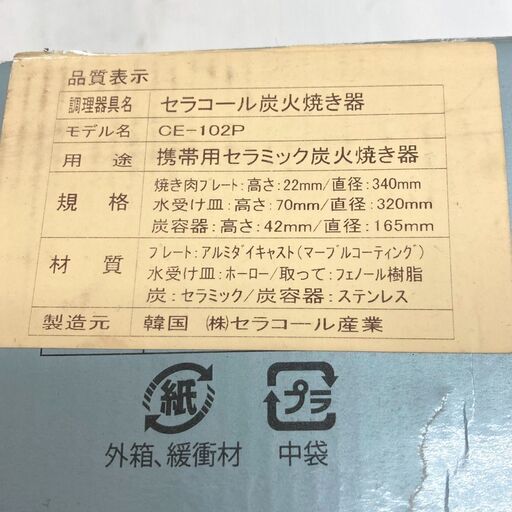 品質表示
調理器具名 セラコール炭火焼き器
モデル名 CE-102P
用途 携帯用セラミック炭火焼き器
規格 焼き肉プレート:高さ:22mm/直径:340mm
水受け皿:高さ:70mm/直径:320mm
炭容器:高さ:42mm/直径:165mm
材質 プレート:アルミダイキャスト(マーブルコーティング)
水受け皿:ホーロー/取って:フェノール樹脂
炭:セラミック/炭容器:ステンレス
製造元 韓国 ㈱セラコール産業
紙 プラ
外箱、緩衝材 中袋